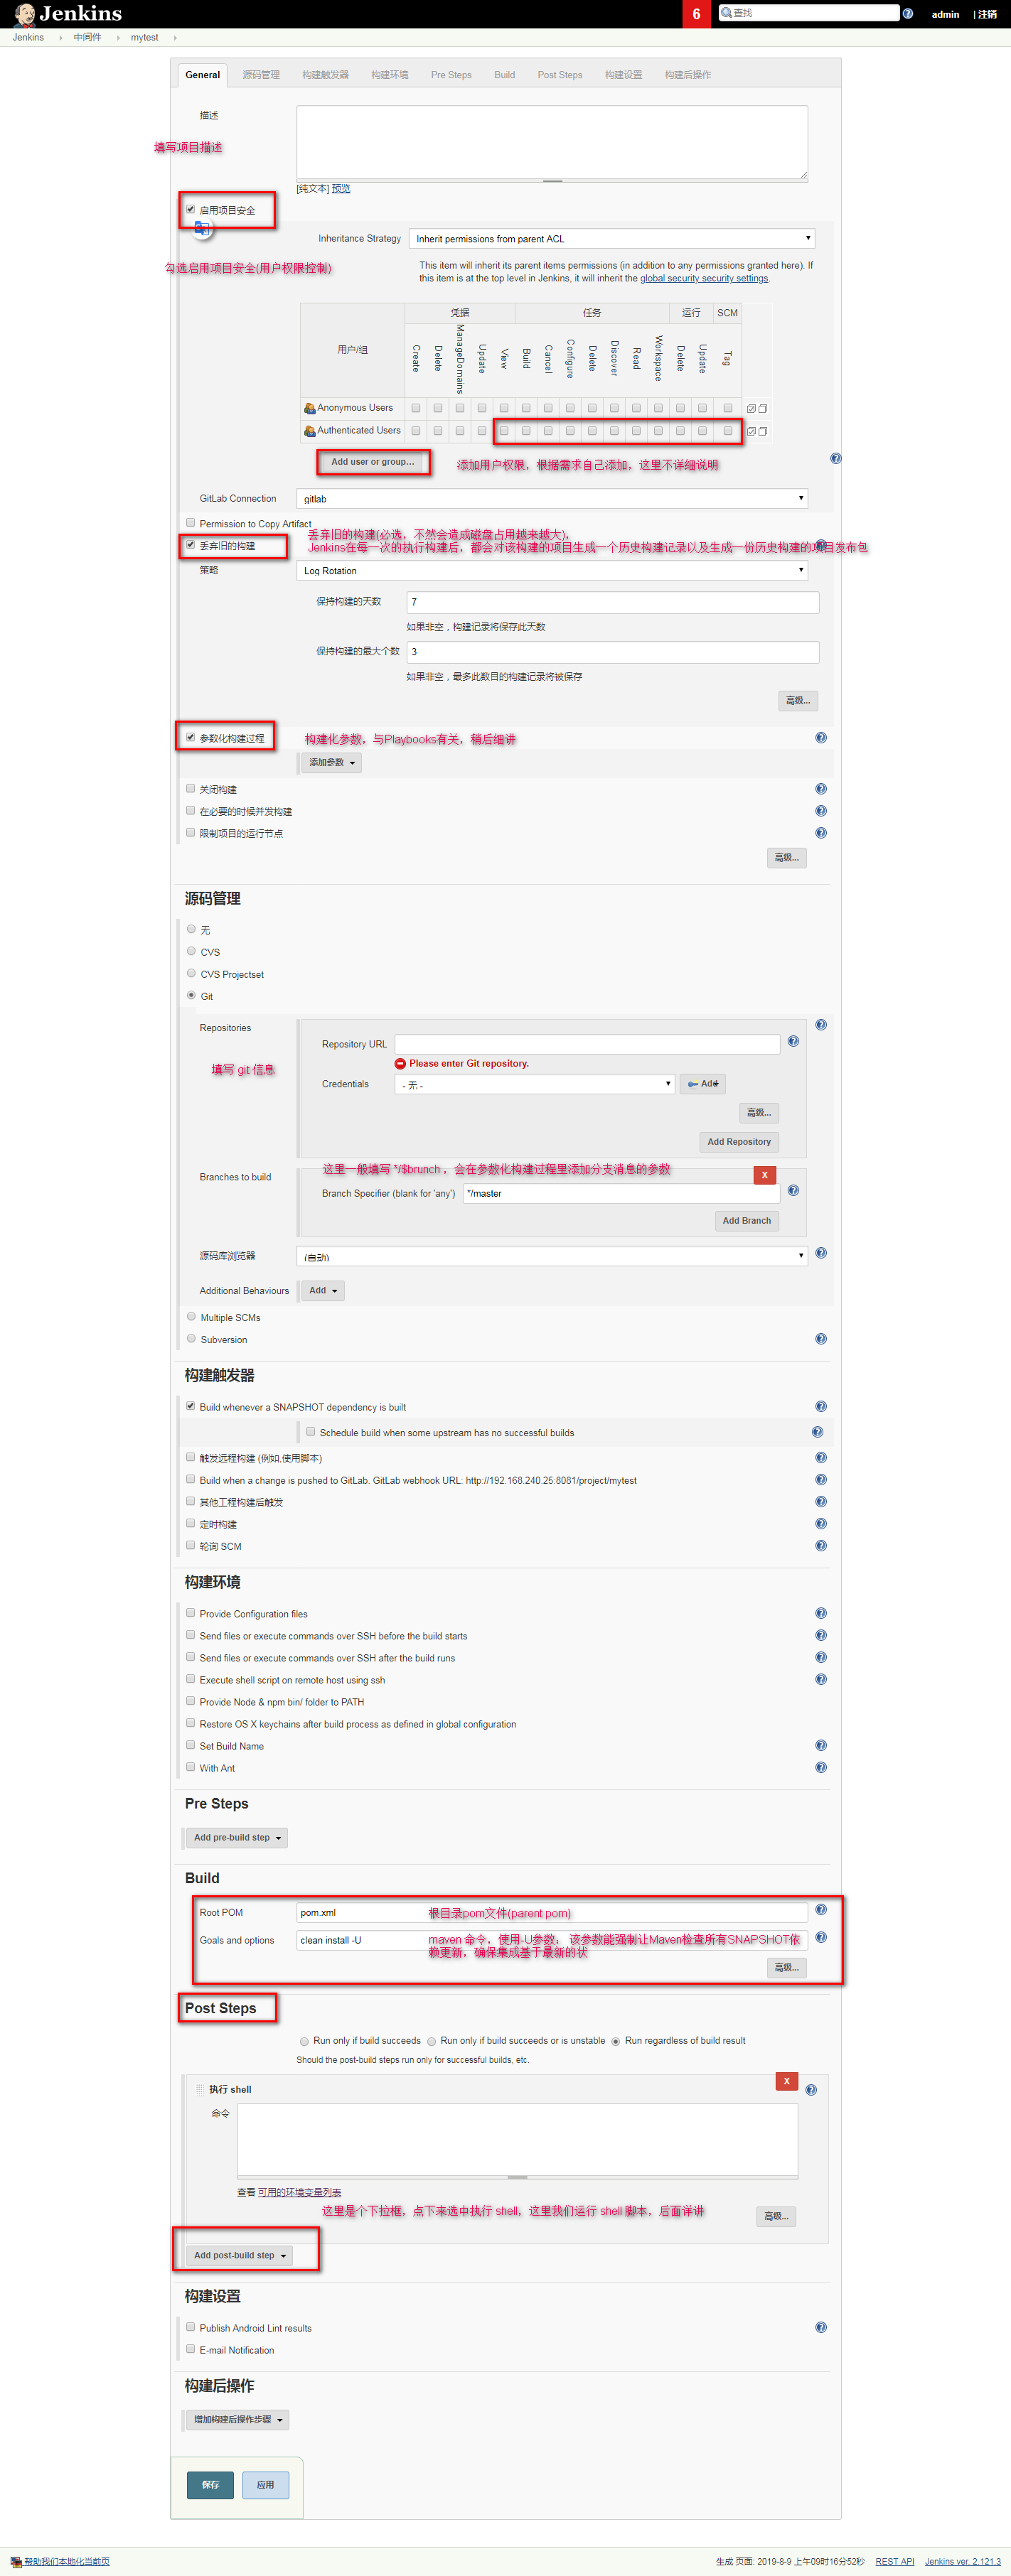 Jenkins
6
查找
admin
| 注销
Jenkins
中间件
mytest
General
源码管理
构建触发器
构建环境
Pre Steps
Build
Post Steps
构建设置
构建后操作
描述
填写项目描述
[纯文本] 预览
启用项目安全
Inheritance Strategy
Inherit permissions from parent ACL
勾选启用项目安全(用户权限控制)
This item will inherit its parent items permissions (in addition to any permissions granted here). If
this item is at the top level in Jenkins, it will inherit the global security security settings.
用户/组
凭据
任务
运行
SCM
Create
Delete
ManageDomains
Update
View
Build
Cancel
Configure
Delete
Discover
Read
Workspace
Delete
Update
Tag
Anonymous Users
Authenticated Users
Add user or group...
添加用户权限，根据需求自己添加，这里不详细说明
GitLab Connection
gitlab
Permission to Copy Artifact
丢弃旧的构建(必选，不然会造成磁盘占用越来越大),
丢弃旧的构建
Jenkins在每一次的执行构建后，都会对该构建的项目生成一个历史构建记录以及生成一份历史构建的项目发布包
策略
Log Rotation
保持构建的天数
7
如果非空，构建记录将保存此天数
保持构建的最大个数
3
如果非空，最多此数目的构建记录将被保存
高级...
参数化构建过程
构建化参数，与Playbooks有关，稍后细讲
添加参数
关闭构建
在必要的时候并发构建
限制项目的运行节点
高级...
源码管理
无
CVS
CVS Projectset
Git
Repositories
Repository URL
填写 git 信息
Please enter Git repository.
Credentials
- 无 -
Add
高级...
Add Repository
这里一般填写 */$brunch ，会在参数化构建过程里添加分支消息的参数
Branches to build
X
Branch Specifier (blank for 'any')
*/master
Add Branch
源码库浏览器
(自动)
Additional Behaviours
Add
Multiple SCMs
Subversion
构建触发器
Build whenever a SNAPSHOT dependency is built
Schedule build when some upstream has no successful builds
触发远程构建 (例如,使用脚本)
Build when a change is pushed to GitLab. GitLab webhook URL: http://192.168.240.25:8081/project/mytest
其他工程构建后触发
定时构建
轮询 SCM
构建环境
Provide Configuration files
Send files or execute commands over SSH before the build starts
Send files or execute commands over SSH after the build runs
Execute shell script on remote host using ssh
Provide Node & npm bin/ folder to PATH
Restore OS X keychains after build process as defined in global configuration
Set Build Name
With Ant
Pre Steps
Add pre-build step
Build
Root POM
pom.xml
根目录pom文件(parent pom)
Goals and options
clean install -U
maven 命令，使用-U参数： 该参数能强制让Maven检查所有SNAPSHOT依
赖更新，确保集成基于最新的状
高级...
Post Steps
Run only if build succeeds
Run only if build succeeds or is unstable
Run regardless of build result
Should the post-build steps run only for successful builds, etc.
X
执行 shell
命令
查看 可用的环境变量列表
这里是个下拉框，点下来选中执行 shell，这里我们运行 shell 脚本，后面详讲
高级...
Add post-build step
构建设置
Publish Android Lint results
E-mail Notification
构建后操作
增加构建后操作步骤
保存
应用
帮助我们本地化当前页
生成 页面: 2019-8-9 上午09时16分52秒
REST API
Jenkins ver. 2.121.3